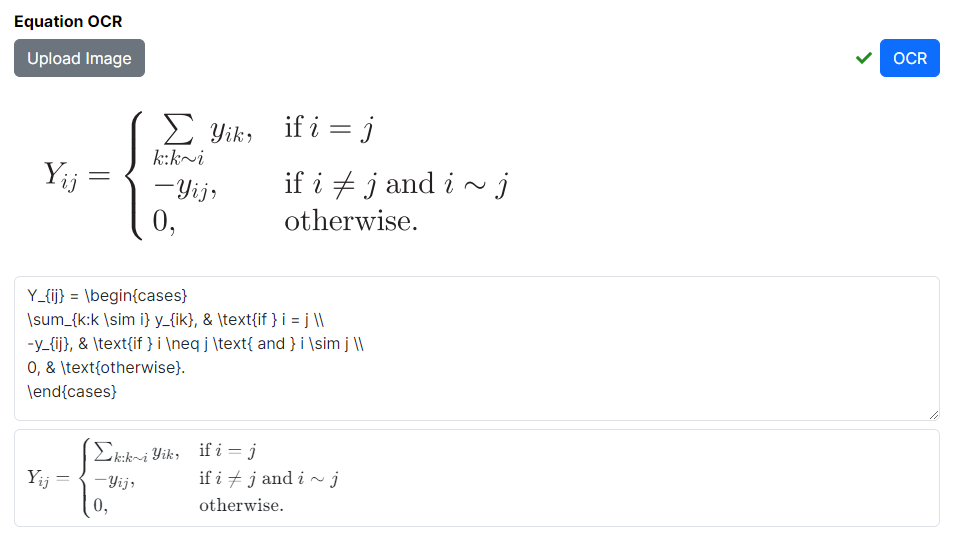 Equation OCR
Upload Image
OCR
Y_{ij} = \begin{cases} \sum\limits_{k:k \sim i} y_{ik}, & \text{if } i = j \\ -y_{ij}, & \text{if } i \neq j \text{ and } i \sim j \\ 0, & \text{otherwise.} \end{cases}
Y_{ij} = \begin{cases}
\sum_{k:k \sim i} y_{ik}, & \text{if } i = j \\
-y_{ij}, & \text{if } i \neq j \text{ and } i \sim j \\
0, & \text{otherwise}.
\end{cases}
Y_{ij} = \begin{cases} \sum_{k:k \sim i} y_{ik}, & \text{if } i = j \\ -y_{ij}, & \text{if } i \neq j \text{ and } i \sim j \\ 0, & \text{otherwise.} \end{cases}